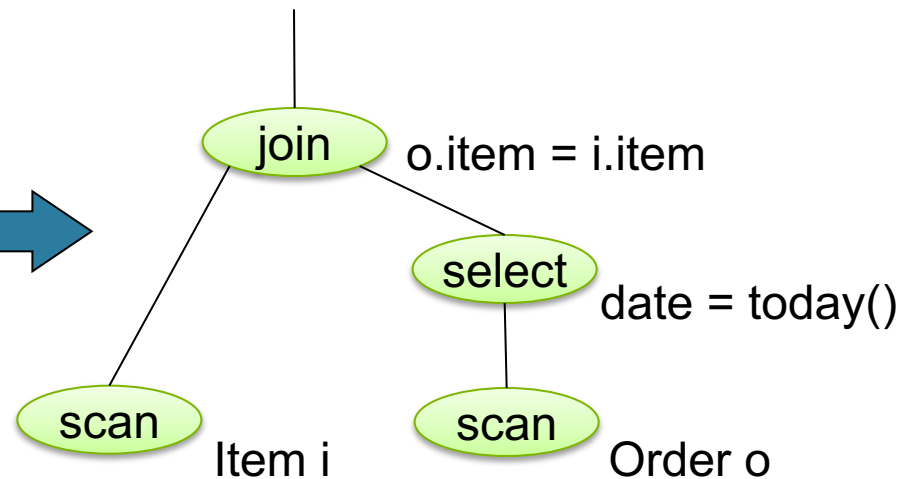 join
o.item = i.item
select
date = today()
scan
Item i
scan
Order o